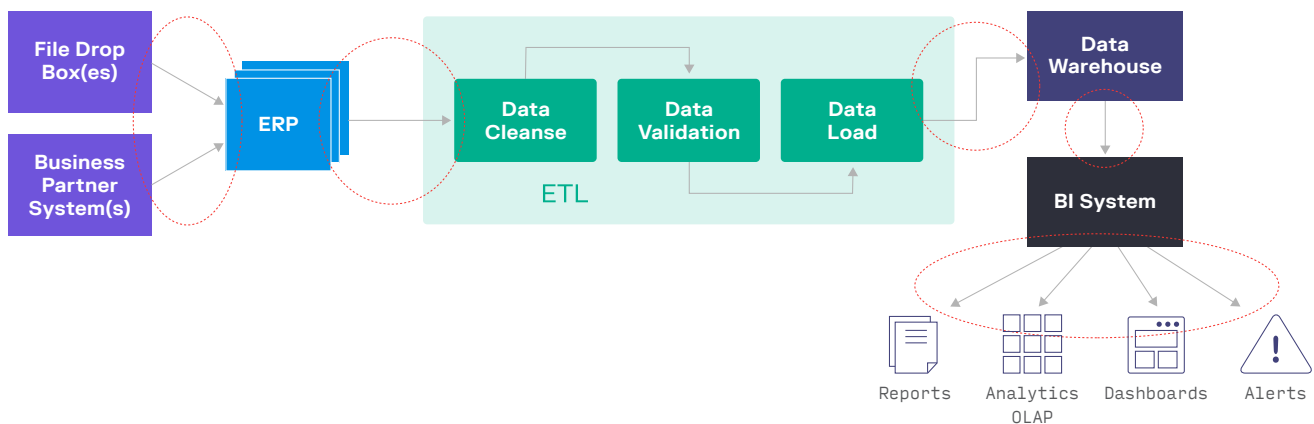 File Drop
Box(es)
Business
Partner
System(s)
ERP
Data
Cleanse
Data
Validation
Data
Load
ETL
Data
Warehouse
BI System
Reports
Analytics
OLAP
Dashboards
Alerts